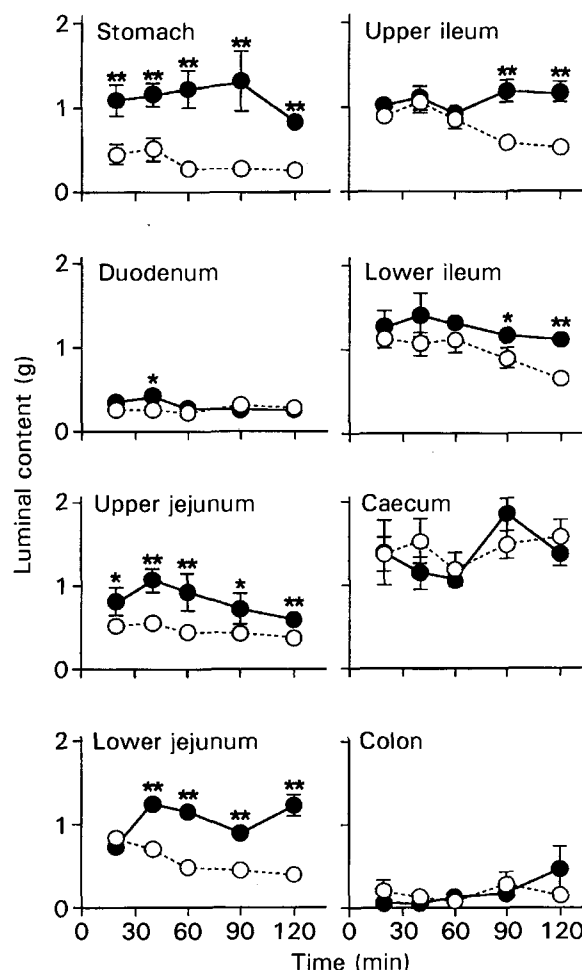 Stomach
Upper ileum
2
1
0
** ** ** ** **
** **
Duodenum
Lower ileum
2
1
0
*
* **
Luminal content (g)
Upper jejunum
Caecum
2
1
0
* ** ** * **
Lower jejunum
Colon
2
1
0
** ** ** **
0 30 60 90 120
0 30 60 90 120
Time (min)